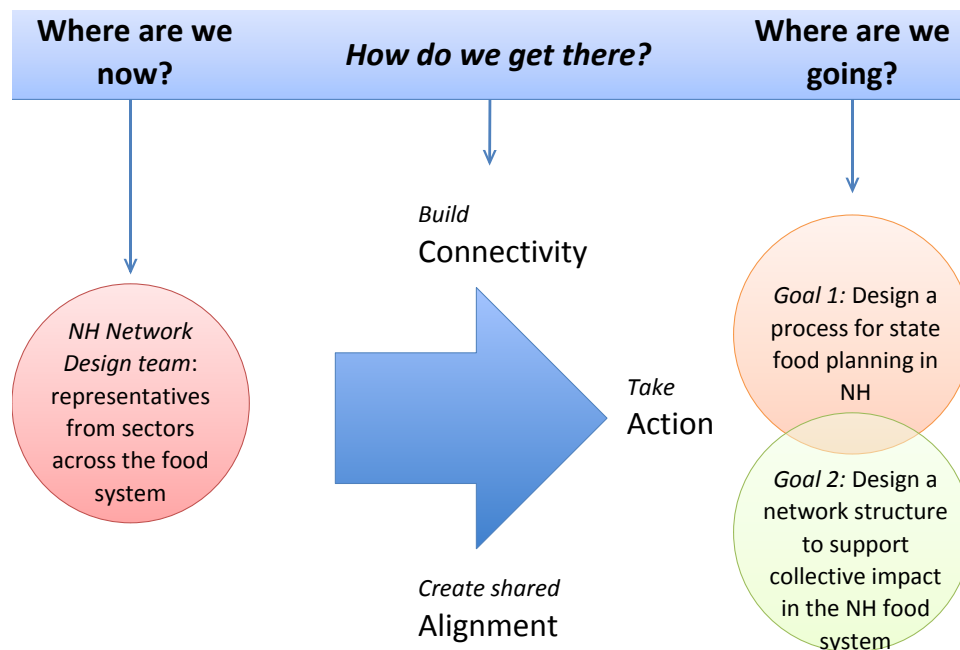 Where are we
now?
How do we get there?
Where are we
going?
Build
Connectivity
NH Network
Design team:
representatives
from sectors
across the food
system
Take
Action
Create shared
Alignment
Goal 1: Design a
process for state
food planning in
NH
Goal 2: Design a
network structure
to support
collective impact
in the NH food
system